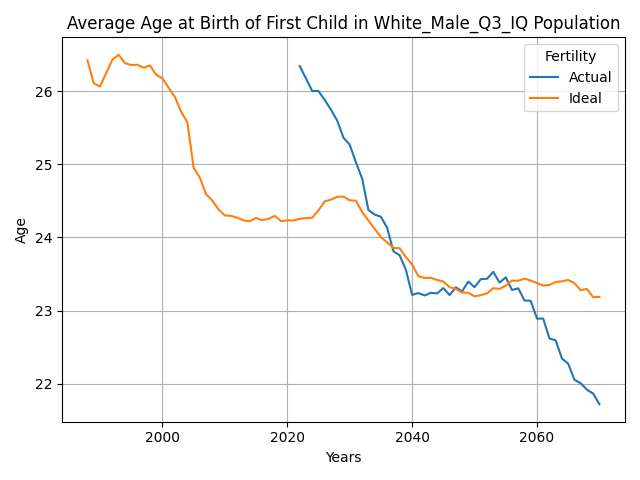 Average Age at Birth of First Child in White_Male_Q3_IQ Population
Fertility
Actual
Ideal
26
25
24
23
22
Age
2000
2020
2040
2060
Years